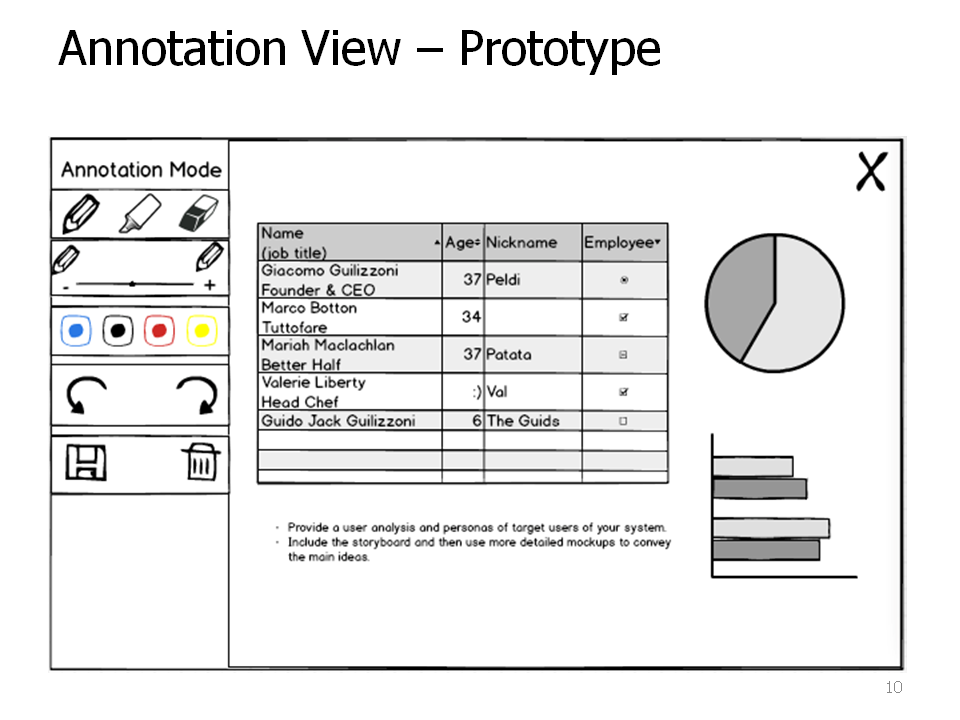 Annotation View – Prototype
Annotation Mode
- +
X
Name
(job title) Age Nickname Employee
Giacomo Guilizzoni
Founder & CEO 37 Peldi
Marco Botton
Tuttofare 34
Mariah Maclachlan
Better Half 37 Patata
Valerie Liberty
Head Chef :) Val
Guido Jack Guilizzoni 6 The Guids
· Provide a user analysis and personas of target users of your system.
· Include the storyboard and then use more detailed mockups to convey
the main ideas.
10